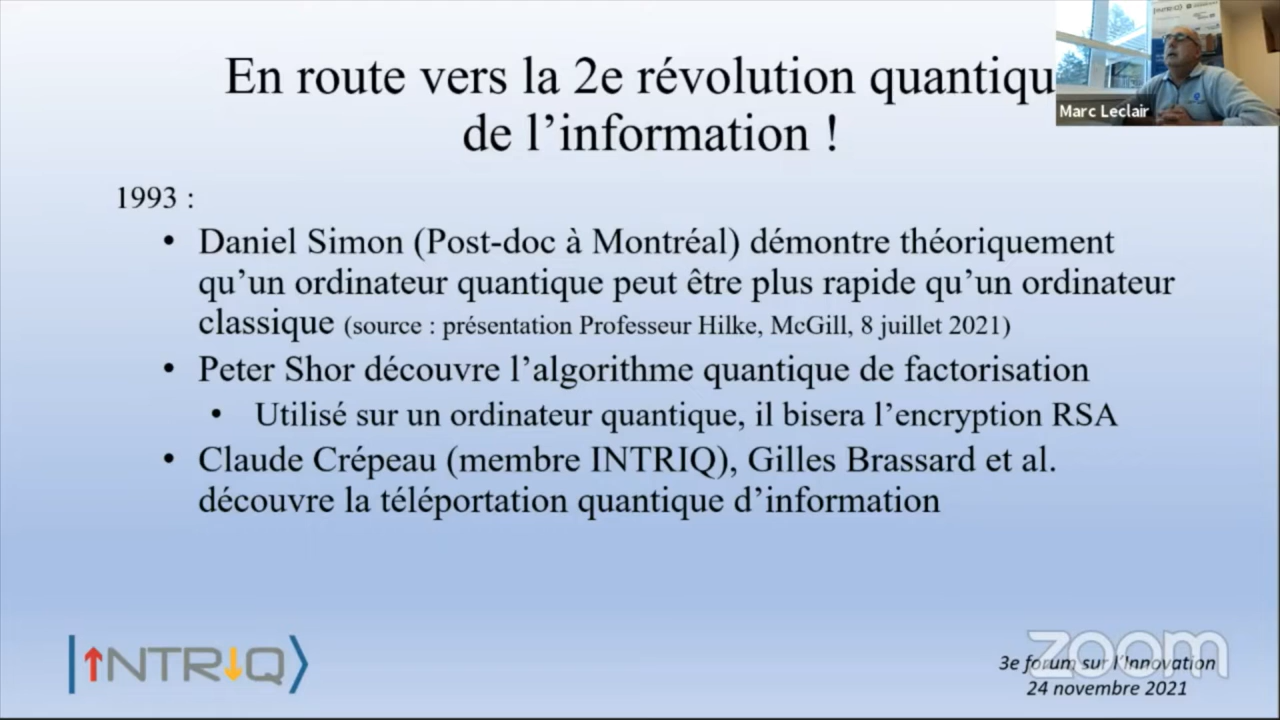 En route vers la 2e révolution quantiqu
de l'information !
Marc Leclair
1993 :
• Daniel Simon (Post-doc à Montréal) démontre théoriquement
qu'un ordinateur quantique peut être plus rapide qu'un ordinateur
classique (source : présentation Professeur Hilke, McGill, 8 juillet 2021)
• Peter Shor découvre l'algorithme quantique de factorisation
• Utilisé sur un ordinateur quantique, il bisera l'encryption RSA
• Claude Crépeau (membre INTRIQ), Gilles Brassard et al.
découvre la téléportation quantique d'information
INTRIQ
zoom
3e forum sur l'Innovation
24 novembre 2021